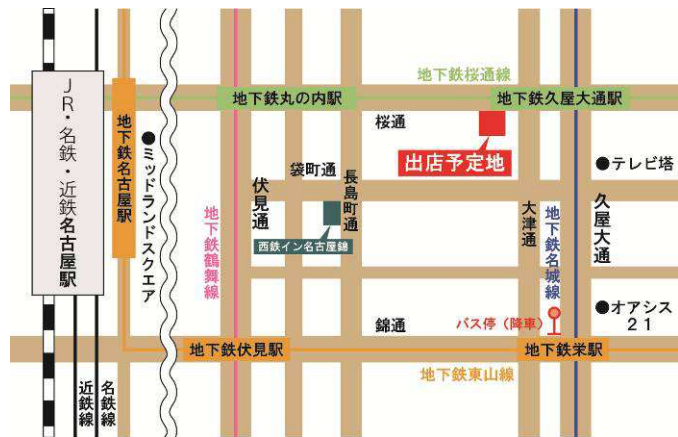 地下鉄桜通線
地下鉄丸の内駅
地下鉄久屋大通駅
JR・名鉄・近鉄名古屋駅
地下鉄名古屋駅
●ミッドランドスクエア
桜通
出店予定地
●テレビ塔
袋町通
伏見通
長島町通
大津通
久屋大通
地下鉄鶴舞線
西鉄イン名古屋錦
地下鉄名城線
●オアシス
21
錦通
バス停（降車）
地下鉄伏見駅
地下鉄栄駅
地下鉄東山線
近鉄線
名鉄線